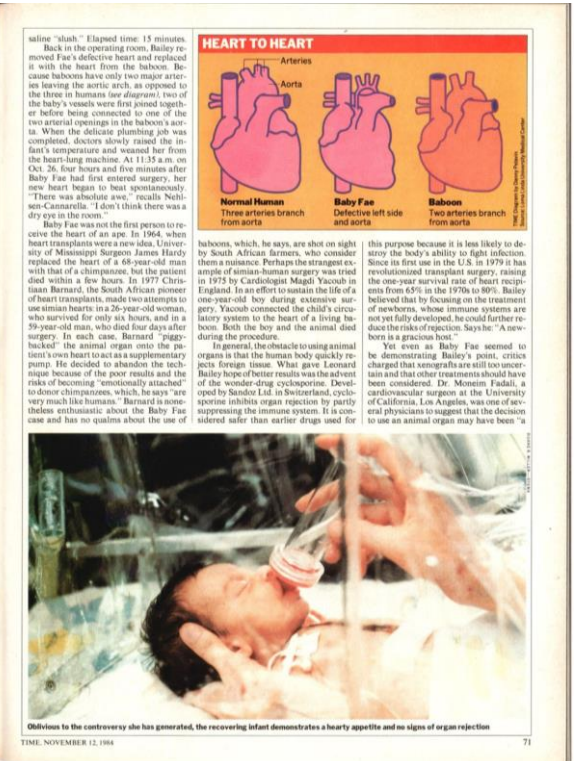 saline "slush." Elapsed time: 15 minutes.
Back in the operating room, Bailey re-
moved Fae's defective heart and replaced
it with the heart from the baboon. Be-
cause baboons have only two major arter-
ies leaving the aortic arch, as opposed to
the three in humans (see diagram), two of
the baby's vessels were first joined togeth-
er before being connected to one of the
two arterial openings in the baboon's aor-
ta. When the delicate plumbing job was
completed, doctors slowly raised the in-
fant's temperature and weaned her from
the heart-lung machine. At 11:35 a.m. on
Oct. 26, four hours and five minutes after
Baby Fae had first entered surgery, her
new heart began to beat spontaneously.
"There was absolute awe," recalls Nehl-
sen-Cannarella. "I don't think there was a
dry eye in the room."
Baby Fae was not the first person to re-
ceive the heart of an ape. In 1964, when
heart transplants were a new idea, Univer-
sity of Mississippi Surgeon James Hardy
replaced the heart of a 68-year-old man
with that of a chimpanzee, but the patient
died within a few hours. In 1977 Chris-
tiaan Barnard, the South African pioneer
of heart transplants, made two attempts to
use simian hearts: in a 26-year-old woman,
who survived for only six hours, and in a
59-year-old man, who died four days after
surgery. In each case, Barnard "piggy-
backed" the animal organ onto the pa-
tient's own heart to act as a supplementary
pump. He decided to abandon the tech-
nique because of the poor results and the
risks of becoming "emotionally attached"
to donor chimpanzees, which, he says "are
very much like humans." Barnard is none-
theless enthusiastic about the Baby Fae
case and has no qualms about the use of
HEART TO HEART
Arteries
Aorta
Normal Human
Three arteries branch
from aorta
Baby Fae
Defective left side
and aorta
Baboon
Two arteries branch
from aorta
TIME Diagram by
Source: Loma Linda University Medical Center
baboons, which, he says, are shot on sight
by South African farmers, who consider
them a nuisance. Perhaps the strangest ex-
ample of simian-human surgery was tried
in 1975 by Cardiologist Magdi Yacoub in
England. In an effort to sustain the life of a
one-year-old boy during extensive sur-
gery, Yacoub connected the child's circu-
latory system to the heart of a living ba-
boon. Both the boy and the animal died
during the procedure.
In general, the obstacle to using animal
organs is that the human body quickly re-
jects foreign tissue. What gave Leonard
Bailey hope of better results was the advent
of the wonder-drug cyclosporine. Devel-
oped by Sandoz Ltd. in Switzerland, cyclo-
sporine inhibits organ rejection by partly
suppressing the immune system. It is con-
sidered safer than earlier drugs used for
this purpose because it is less likely to de-
stroy the body's ability to fight infection.
Since its first use in the U.S. in 1979 it has
revolutionized transplant surgery, raising
the one-year survival rate of heart recipi-
ents from 65% in the 1970s to 80%. Bailey
believed that by focusing on the treatment
of newborns, whose immune systems are
not yet fully developed, he could further re-
duce the risks of rejection. Says he: "A new-
born is a gracious host."
Yet even as Baby Fae seemed to
be demonstrating Bailey's point, critics
charged that xenografts are still too uncer-
tain and that other treatments should have
been considered. Dr. Moneim Fadali, a
cardiovascular surgeon at the University
of California, Los Angeles, was one of sev-
eral physicians to suggest that the decision
to use an animal organ may have been "a
Oblivious to the controversy she has generated, the recovering infant demonstrates a hearty appetite and no signs of organ rejection
TIME, NOVEMBER 12, 1984
71